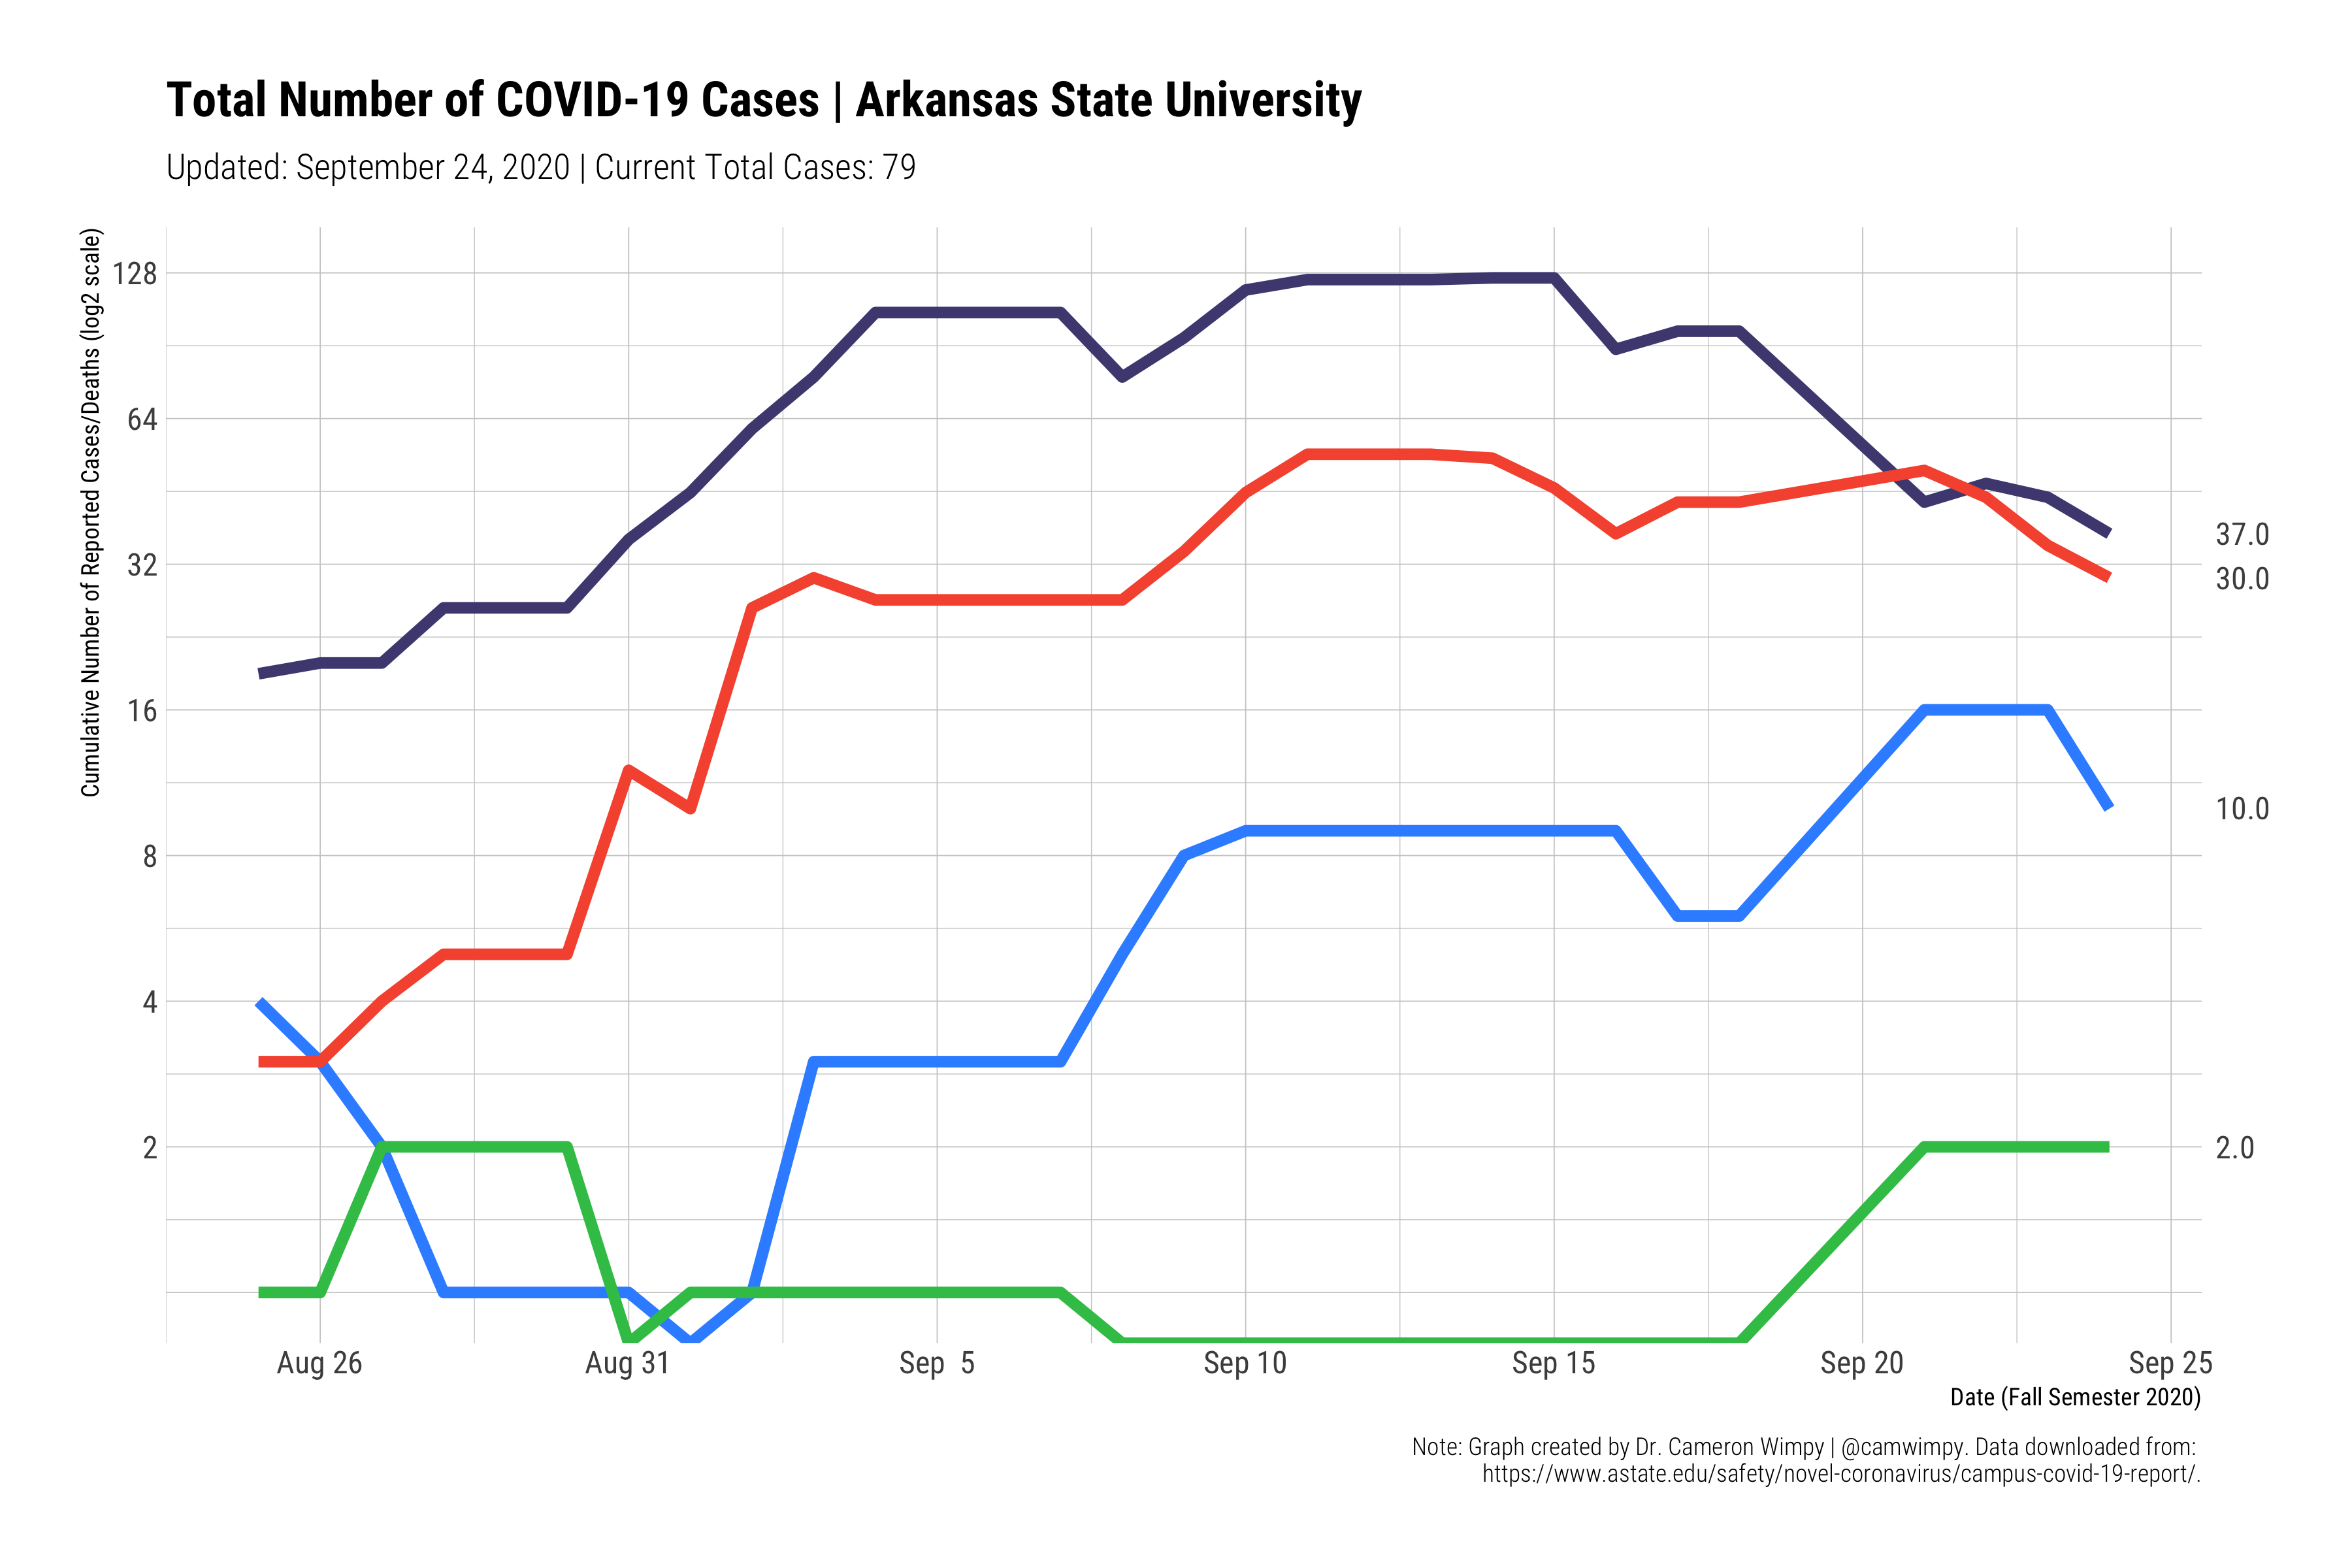 Total Number of COVID-19 Cases | Arkansas State University
Updated: September 24, 2020 | Current Total Cases: 79
Cumulative Number of Reported Cases/Deaths (log2 scale)
128
64
32
16
8
4
2
37.0
30.0
10.0
2.0
Aug 26
Aug 31
Sep  5
Sep 10
Sep 15
Sep 20
Sep 25
Date (Fall Semester 2020)
Note: Graph created by Dr. Cameron Wimpy | @camwimpy. Data downloaded from:
https://www.astate.edu/safety/novel-coronavirus/campus-covid-19-report/.